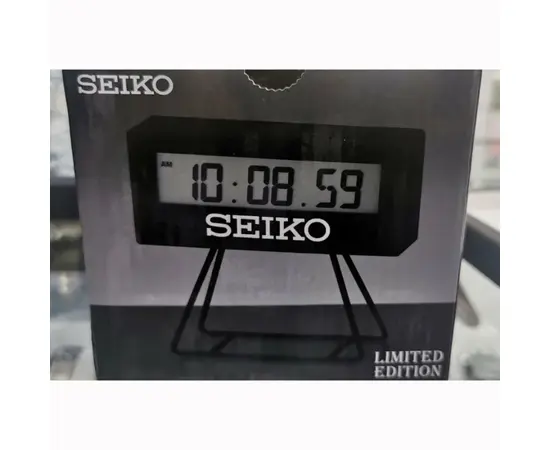 SEIKO
AM 10:08.59
SEIKO
LIMITED
EDITION